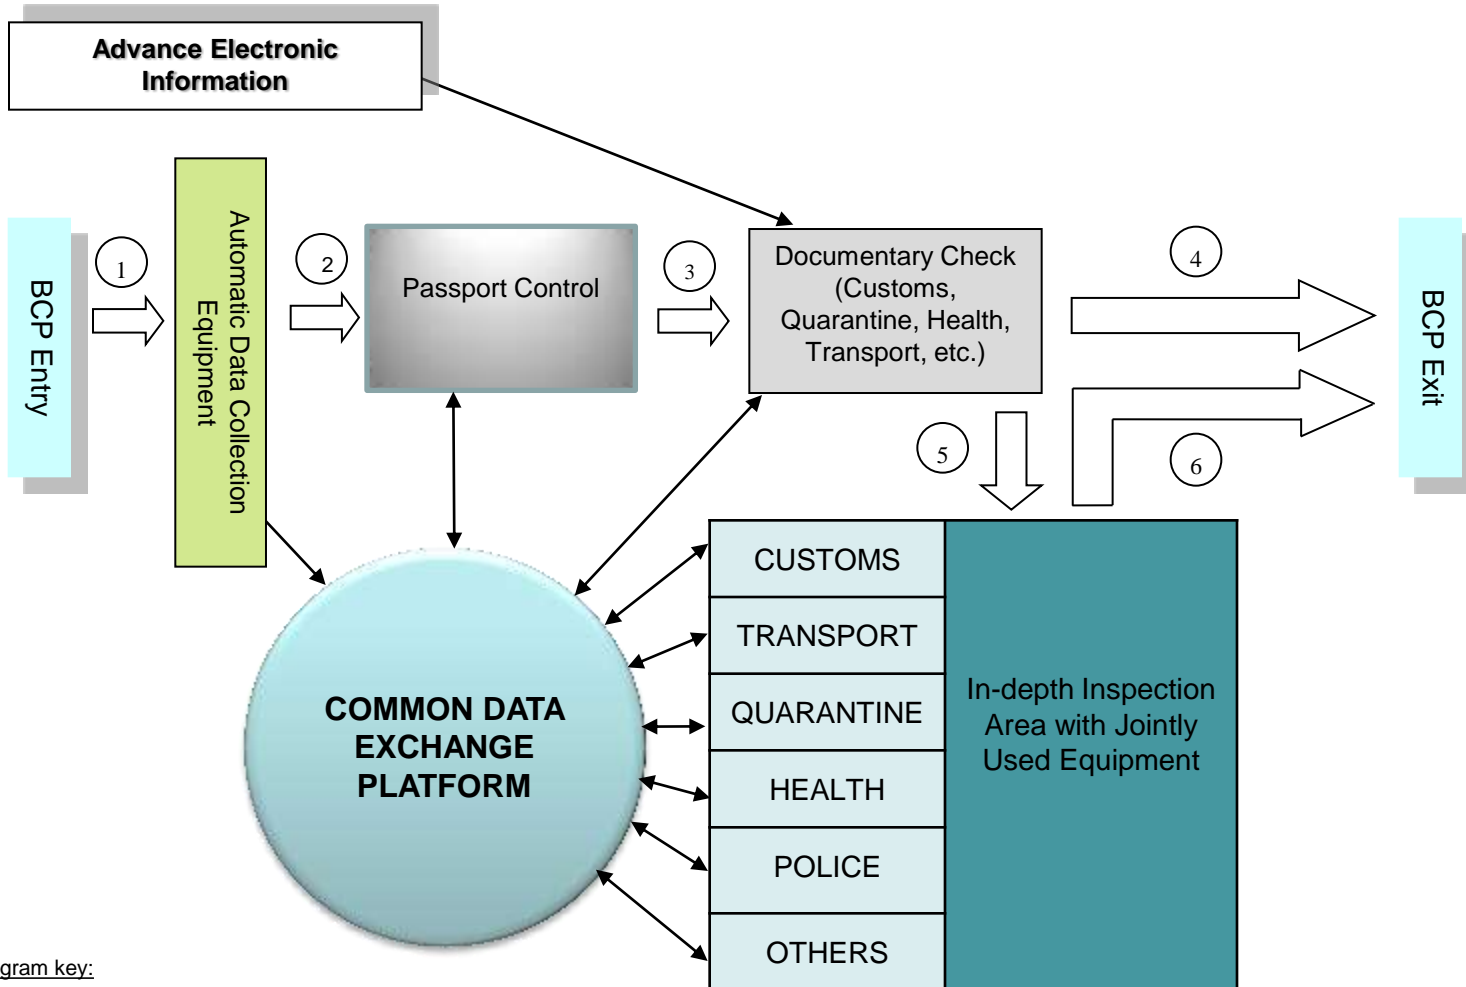 Advance Electronic
Information
BCP Entry
1
Automatic Data Collection
Equipment
2
Passport Control
3
Documentary Check
(Customs,
Quarantine, Health,
Transport, etc.)
4
5
6
BCP Exit
COMMON DATA
EXCHANGE
PLATFORM
CUSTOMS
TRANSPORT
QUARANTINE
HEALTH
POLICE
OTHERS
In-depth Inspection
Area with Jointly
Used Equipment
gram key: